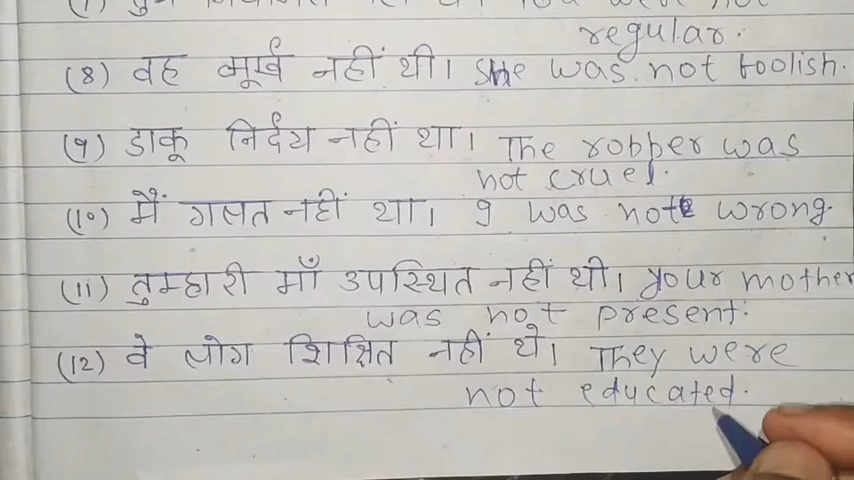 regular.
(8) वह मूर्ख नहीं थी। She was not foolish.
(9) डाकू निर्दय नहीं था। The robber was
not cruel.
(10) मैं गलत नहीं था। I was not wrong.
(11) तुम्हारी माँ उपस्थित नहीं थी। your mother
was not present.
(12) वे लोग शिक्षित नहीं थे। They were
not educated.